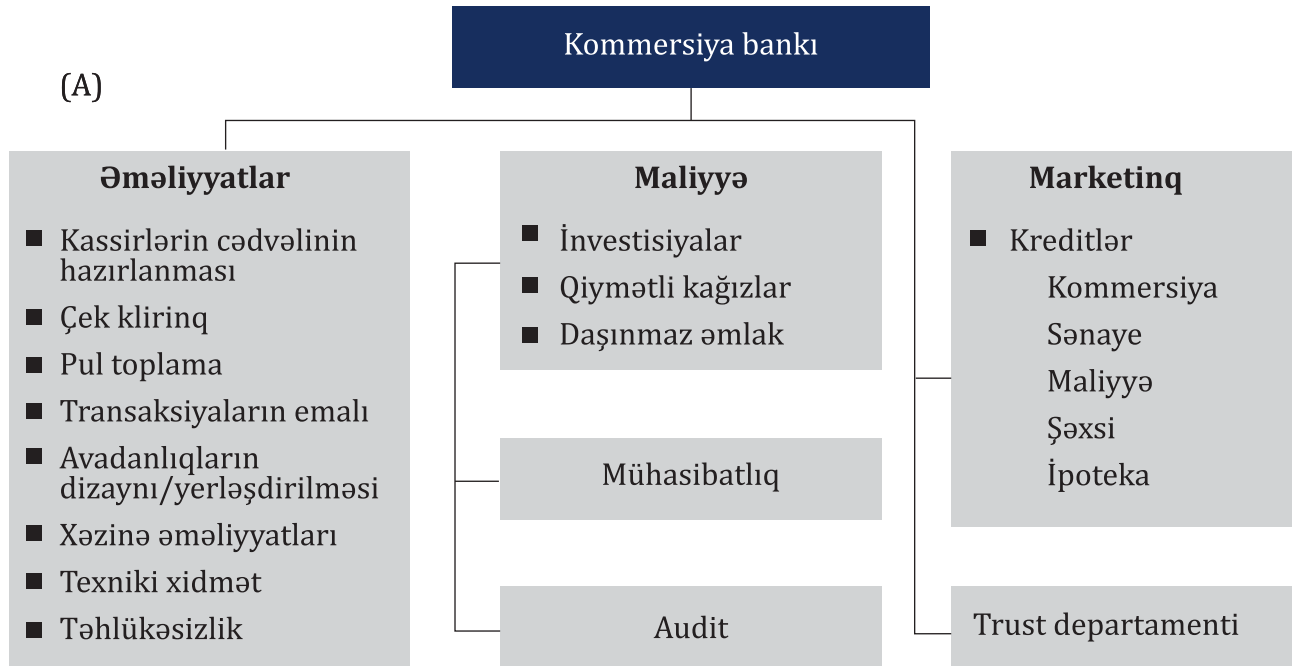 Kommersiya bankı
(A)
Əməliyyatlar
■ Kassirlərin cədvəlinin
hazırlanması
■ Çek klirinq
■ Pul toplama
■ Transaksiyaların emalı
■ Avadanlıqların
dizaynı/yerləşdirilməsi
■ Xəzinə əməliyyatları
■ Texniki xidmət
■ Təhlükəsizlik
Maliyyə
■ İnvestisiyalar
■ Qiymətli kağızlar
■ Daşınmaz əmlak
Mühasibatlıq
Audit
Marketinq
■ Kreditlər
Kommersiya
Sənaye
Maliyyə
Şəxsi
İpoteka
Trust departamenti